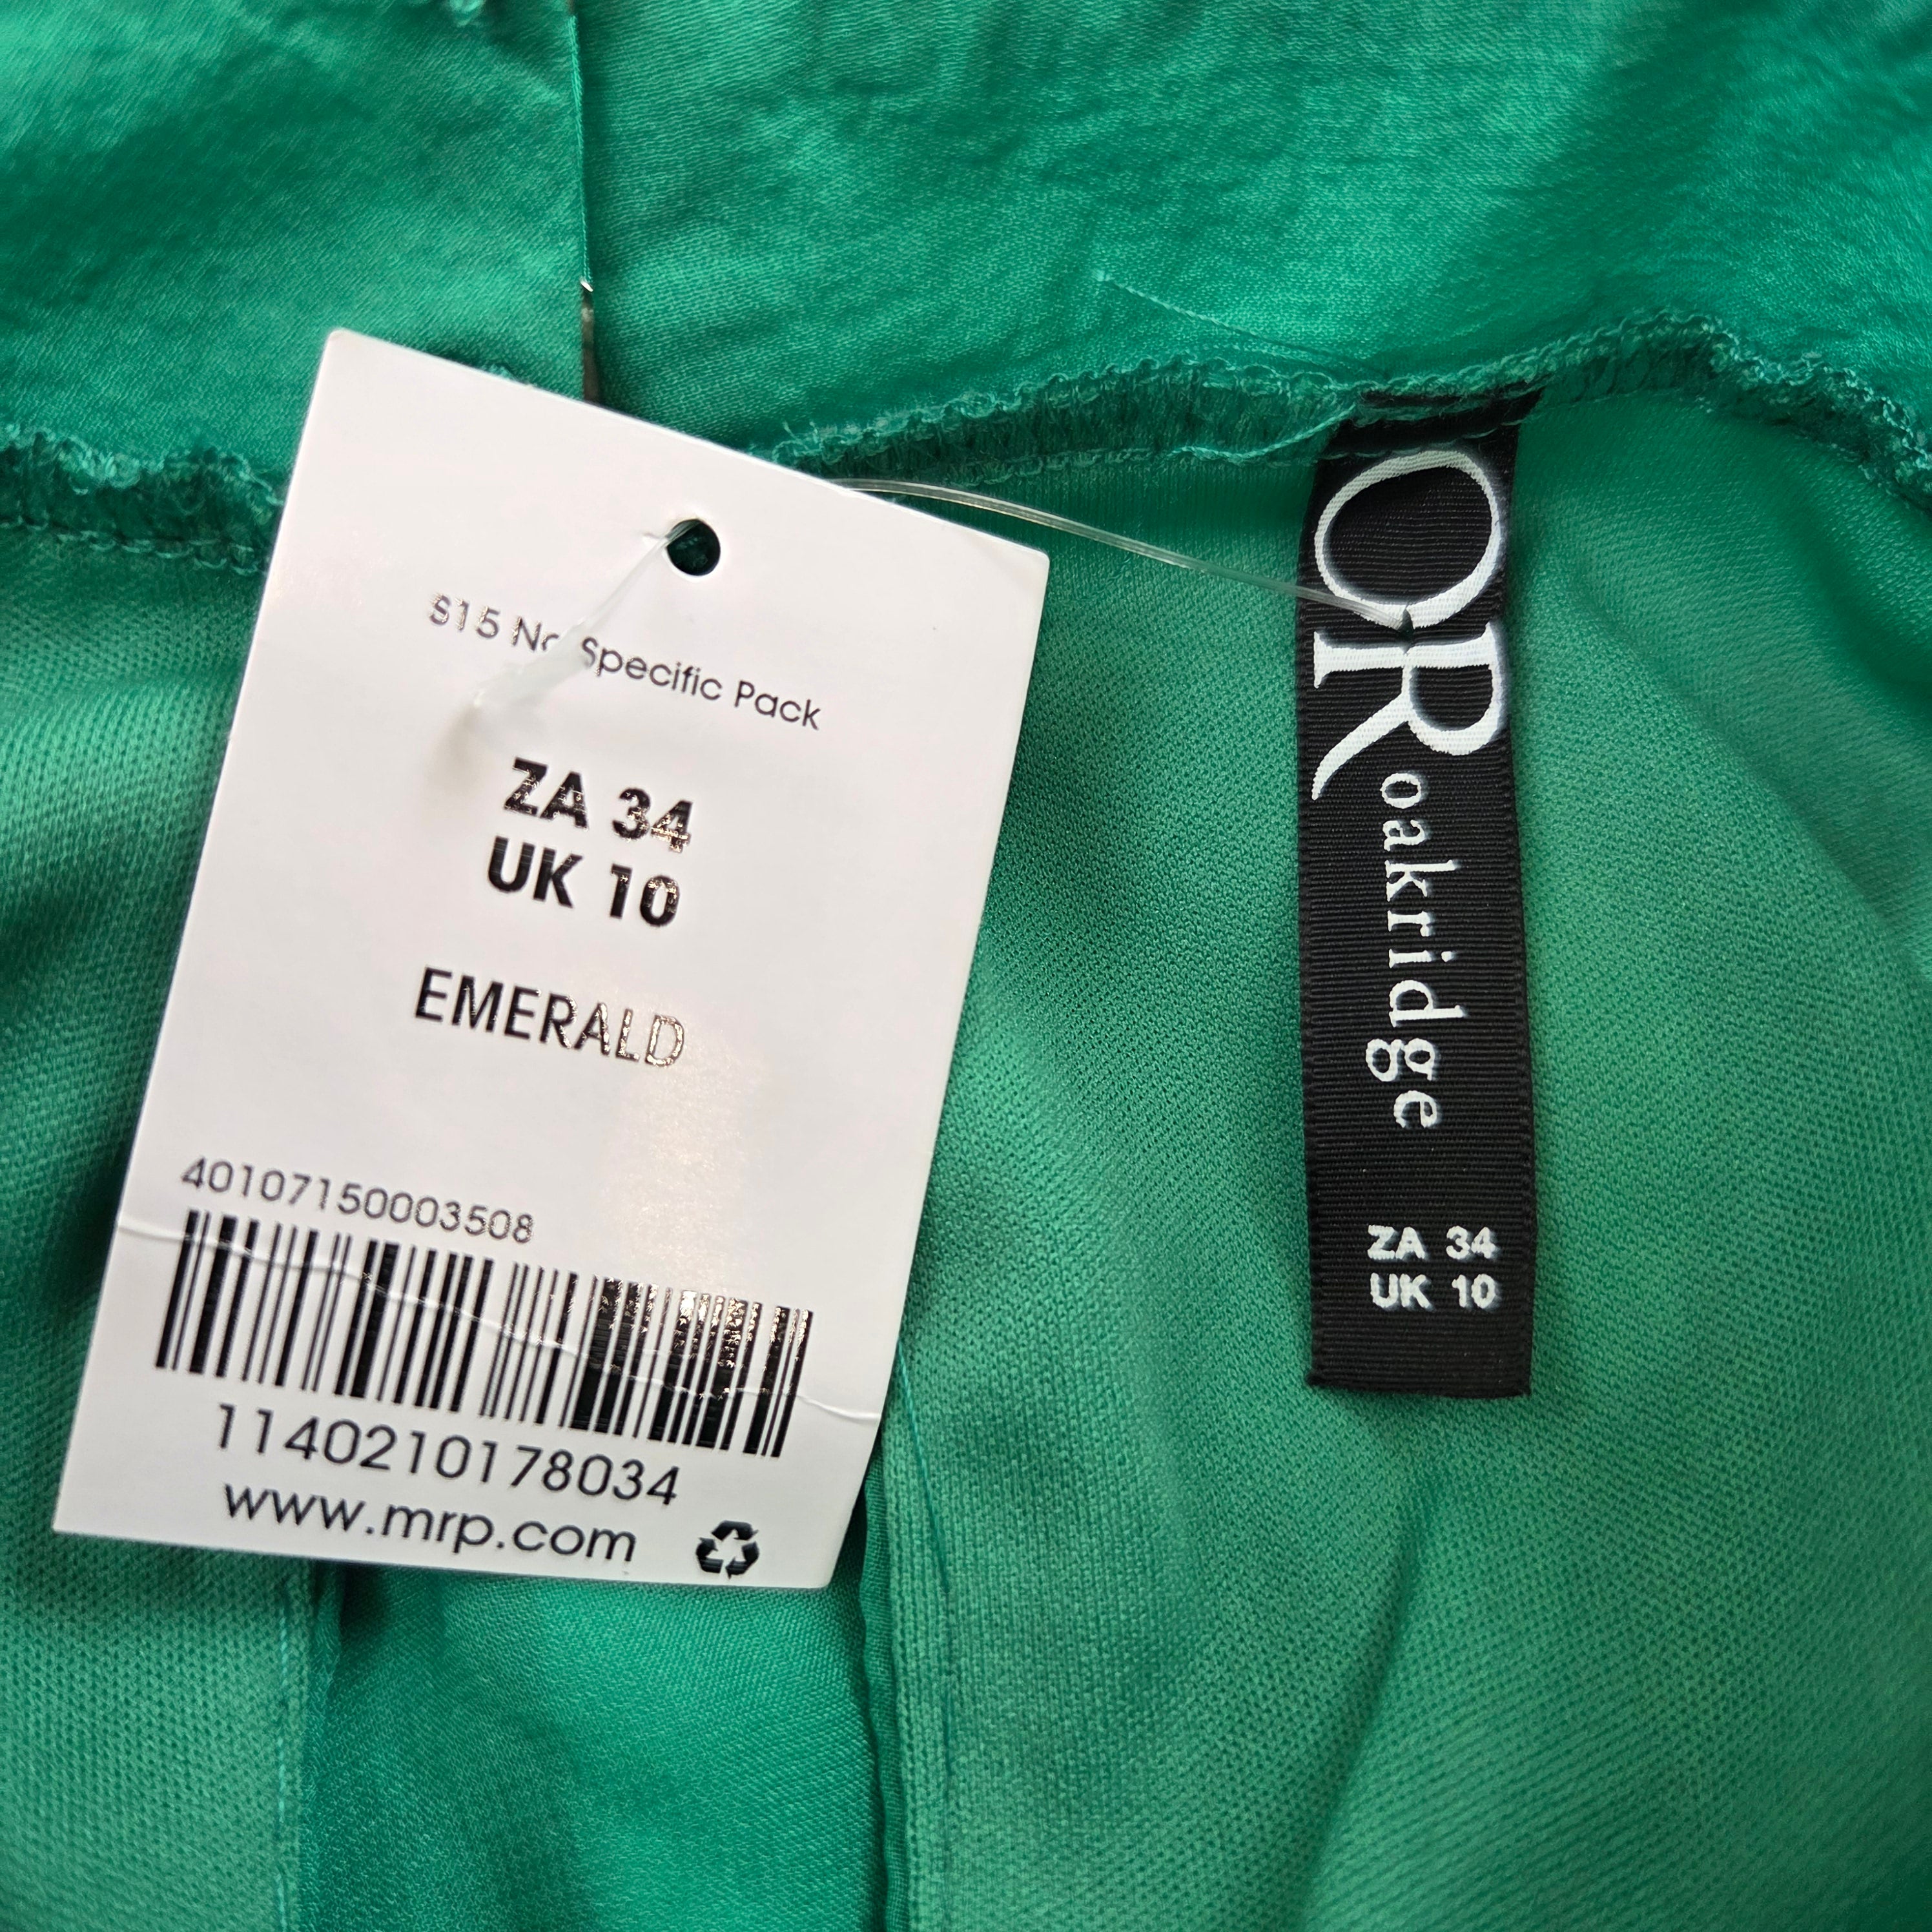 S15 No Specific Pack
ZA 34
UK 10
EMERALD
40107150003508
1140210178034
www.mrp.com
OR
oakridge
ZA 34
UK 10